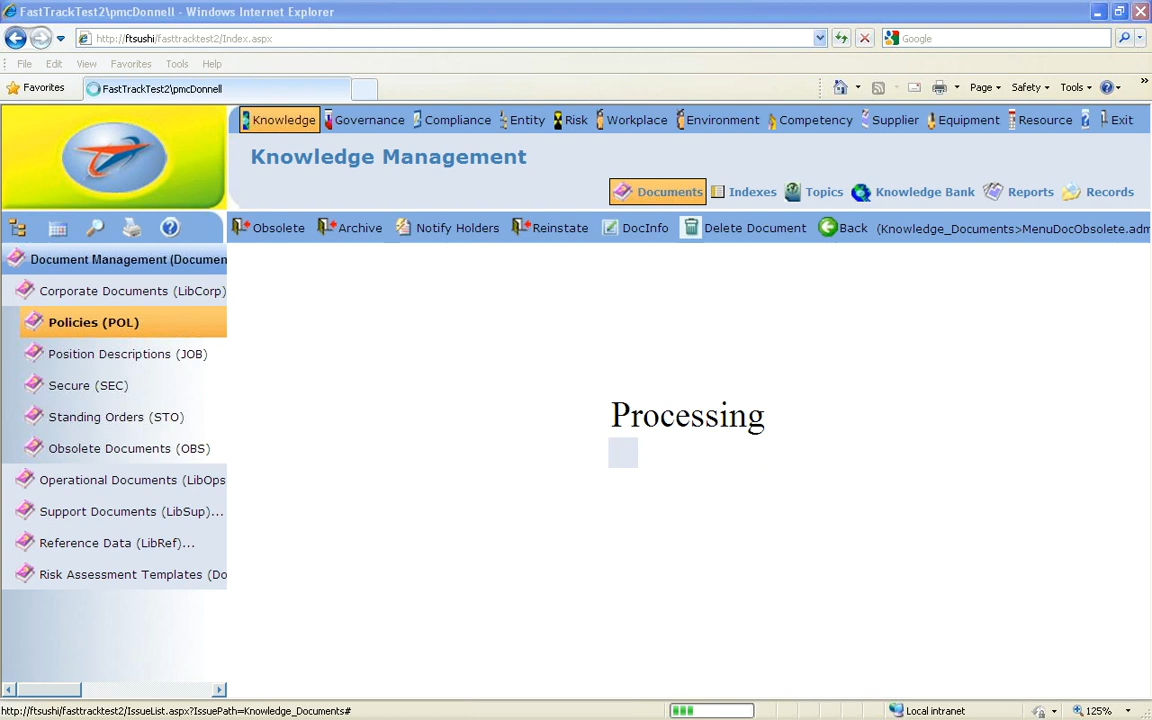 FastTrackTest2\pmcDonnell - Windows Internet Explorer
http://ftsushi/fasttracktest2/Index.aspx
Google
File Edit View Favorites Tools Help
Favorites FastTrackTest2\pmcDonnell Page Safety Tools
Knowledge Governance Compliance Entity Risk Workplace Environment Competency Supplier Equipment Resource Exit
Knowledge Management
Documents Indexes Topics Knowledge Bank Reports Records
Obsolete Archive Notify Holders Reinstate DocInfo Delete Document Back (Knowledge_Documents>MenuDocObsolete.adm
Document Management (Documen
Corporate Documents (LibCorp)
Policies (POL)
Position Descriptions (JOB)
Secure (SEC)
Standing Orders (STO)
Obsolete Documents (OBS)
Operational Documents (LibOps
Support Documents (LibSup)...
Reference Data (LibRef)...
Risk Assessment Templates (Do
Processing
http://ftsushi/fasttracktest2/IssueList.aspx?IssuePath=Knowledge_Documents# Local intranet 125%